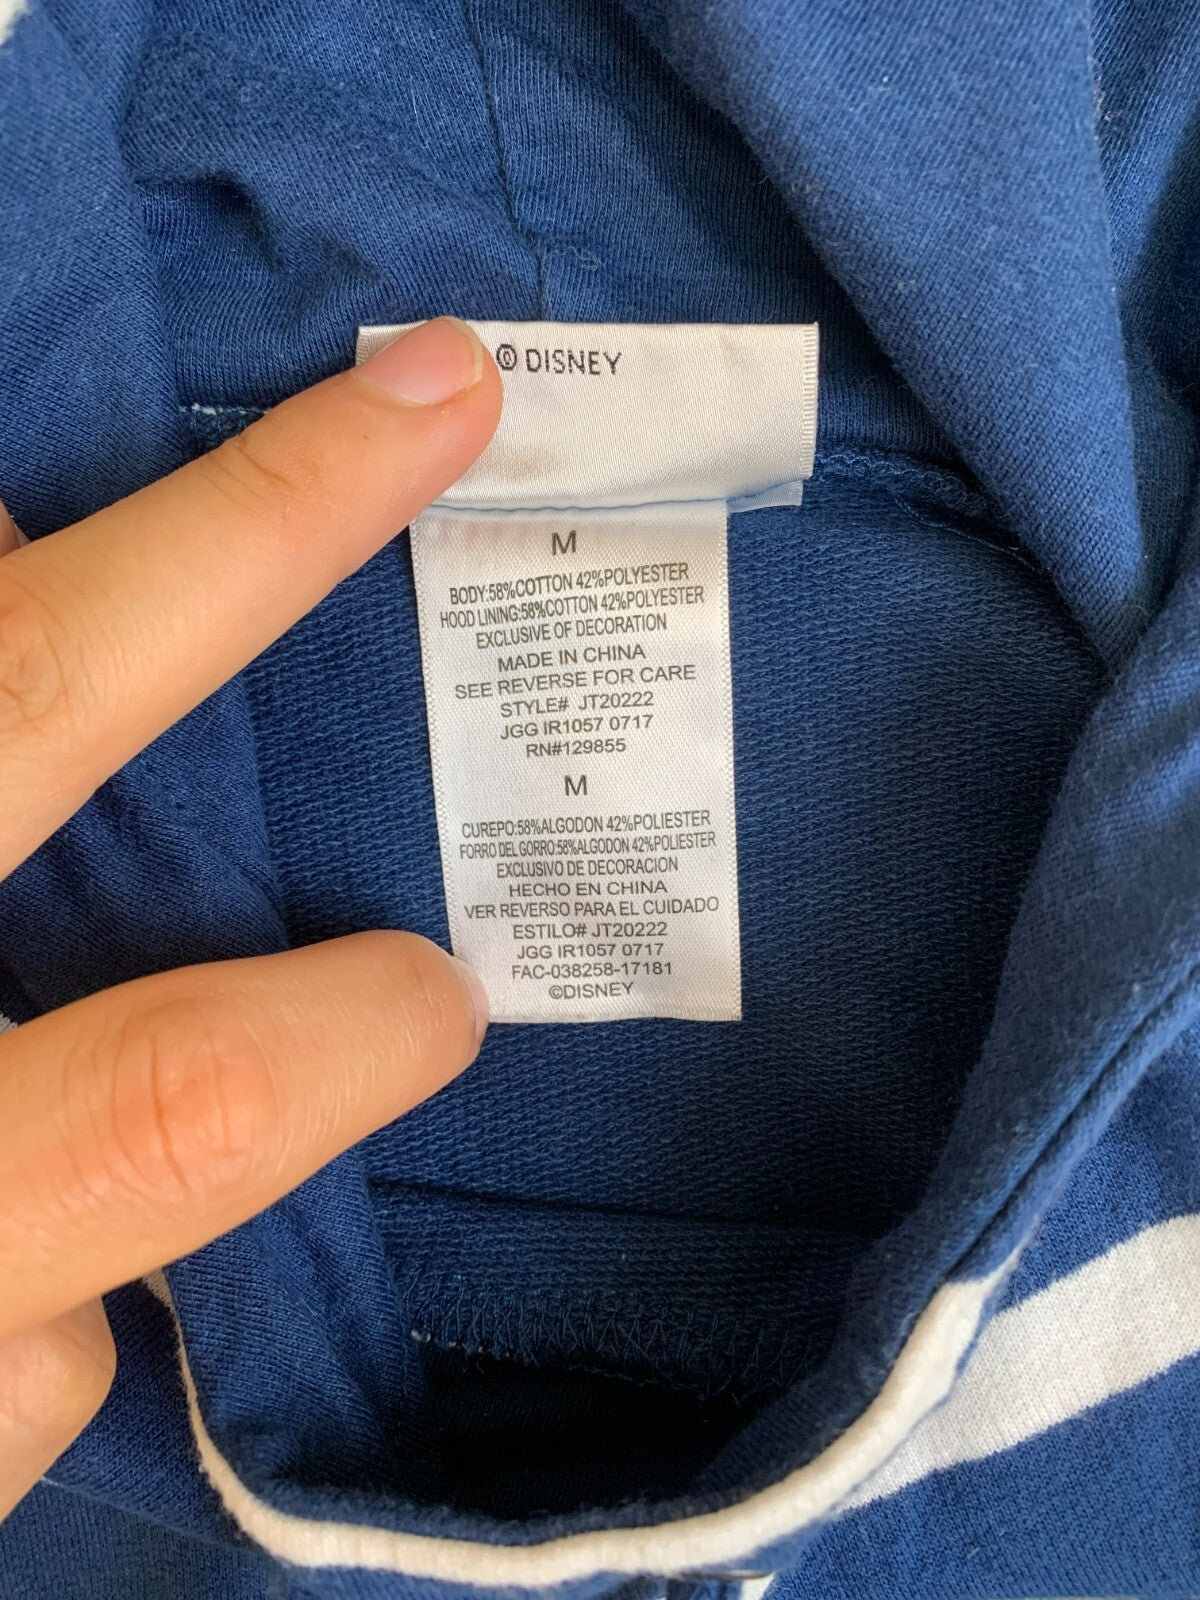 © DISNEY
M
BODY:58%COTTON 42%POLYESTER
HOOD LINING:58%COTTON 42%POLYESTER
EXCLUSIVE OF DECORATION
MADE IN CHINA
SEE REVERSE FOR CARE
STYLE# JT20222
JGG IR1057 0717
RN#129855
M
CUREPO:58%ALGODON 42%POLIESTER
FORRO DEL GORRO:58%ALGODON 42%POLIESTER
EXCLUSIVO DE DECORACION
HECHO EN CHINA
VER REVERSO PARA EL CUIDADO
ESTILO# JT20222
JGG IR1057 0717
FAC-038258-17181
©DISNEY